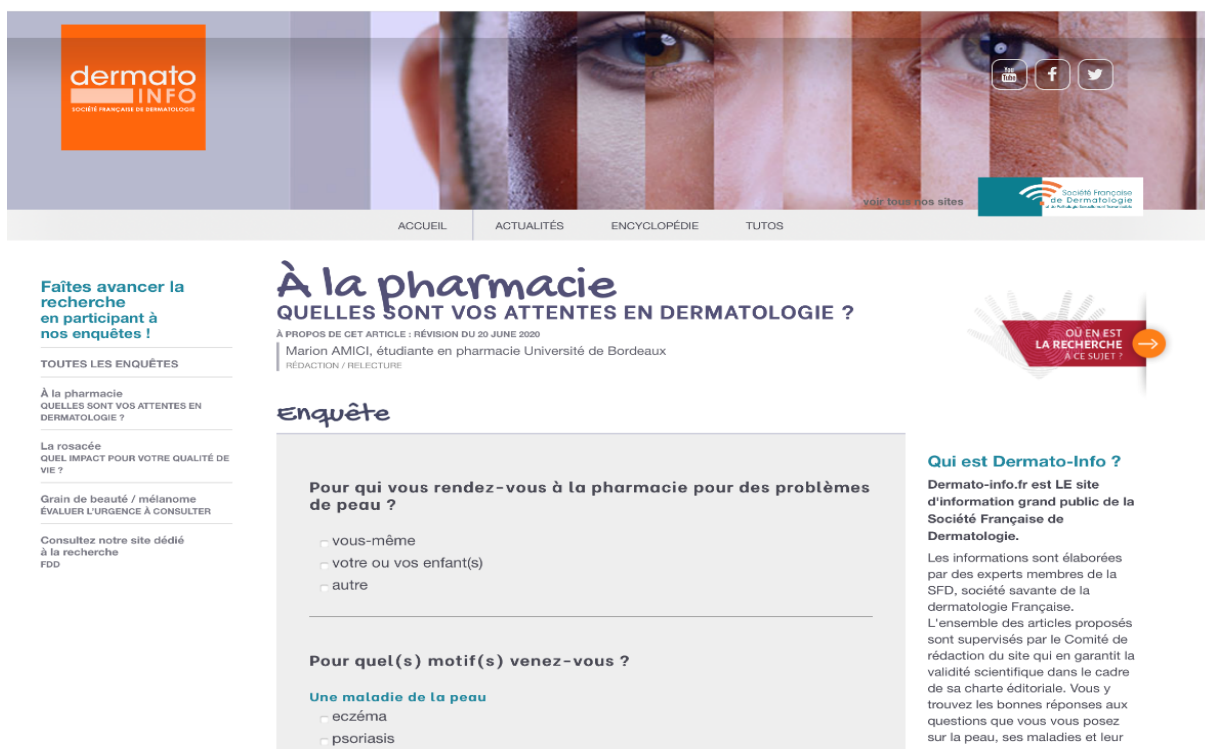 dermato
INFO
SOCIÉTÉ FRANÇAISE DE DERMATOLOGIE
You
Tube
voir tous nos sites
Société Française
de Dermatologie
ACCUEIL
ACTUALITÉS
ENCYCLOPÉDIE
TUTOS
Faîtes avancer la
recherche
en participant à
nos enquêtes !
TOUTES LES ENQUÊTES
À la pharmacie
QUELLES SONT VOS ATTENTES EN
DERMATOLOGIE ?
La rosacée
QUEL IMPACT POUR VOTRE QUALITÉ DE
VIE ?
Grain de beauté / mélanome
ÉVALUER L'URGENCE À CONSULTER
Consultez notre site dédié
à la recherche
FDD
À la pharmacie
QUELLES SONT VOS ATTENTES EN DERMATOLOGIE ?
À PROPOS DE CET ARTICLE : RÉVISION DU 20 JUNE 2020
Marion AMICI, étudiante en pharmacie Université de Bordeaux
RÉDACTION / RELECTURE
Enquête
Pour qui vous rendez-vous à la pharmacie pour des problèmes
de peau ?
vous-même
votre ou vos enfant(s)
autre
Pour quel(s) motif(s) venez-vous ?
Une maladie de la peau
eczéma
psoriasis
OÙ EN EST
LA RECHERCHE
À CE SUJET ?
Qui est Dermato-Info ?
Dermato-info.fr est LE site
d'information grand public de la
Société Française de
Dermatologie.
Les informations sont élaborées
par des experts membres de la
SFD, société savante de la
dermatologie Française.
L'ensemble des articles proposés
sont supervisés par le Comité de
rédaction du site qui en garantit la
validité scientifique dans le cadre
de sa charte éditoriale. Vous y
trouvez les bonnes réponses aux
questions que vous vous posez
sur la peau, ses maladies et leur